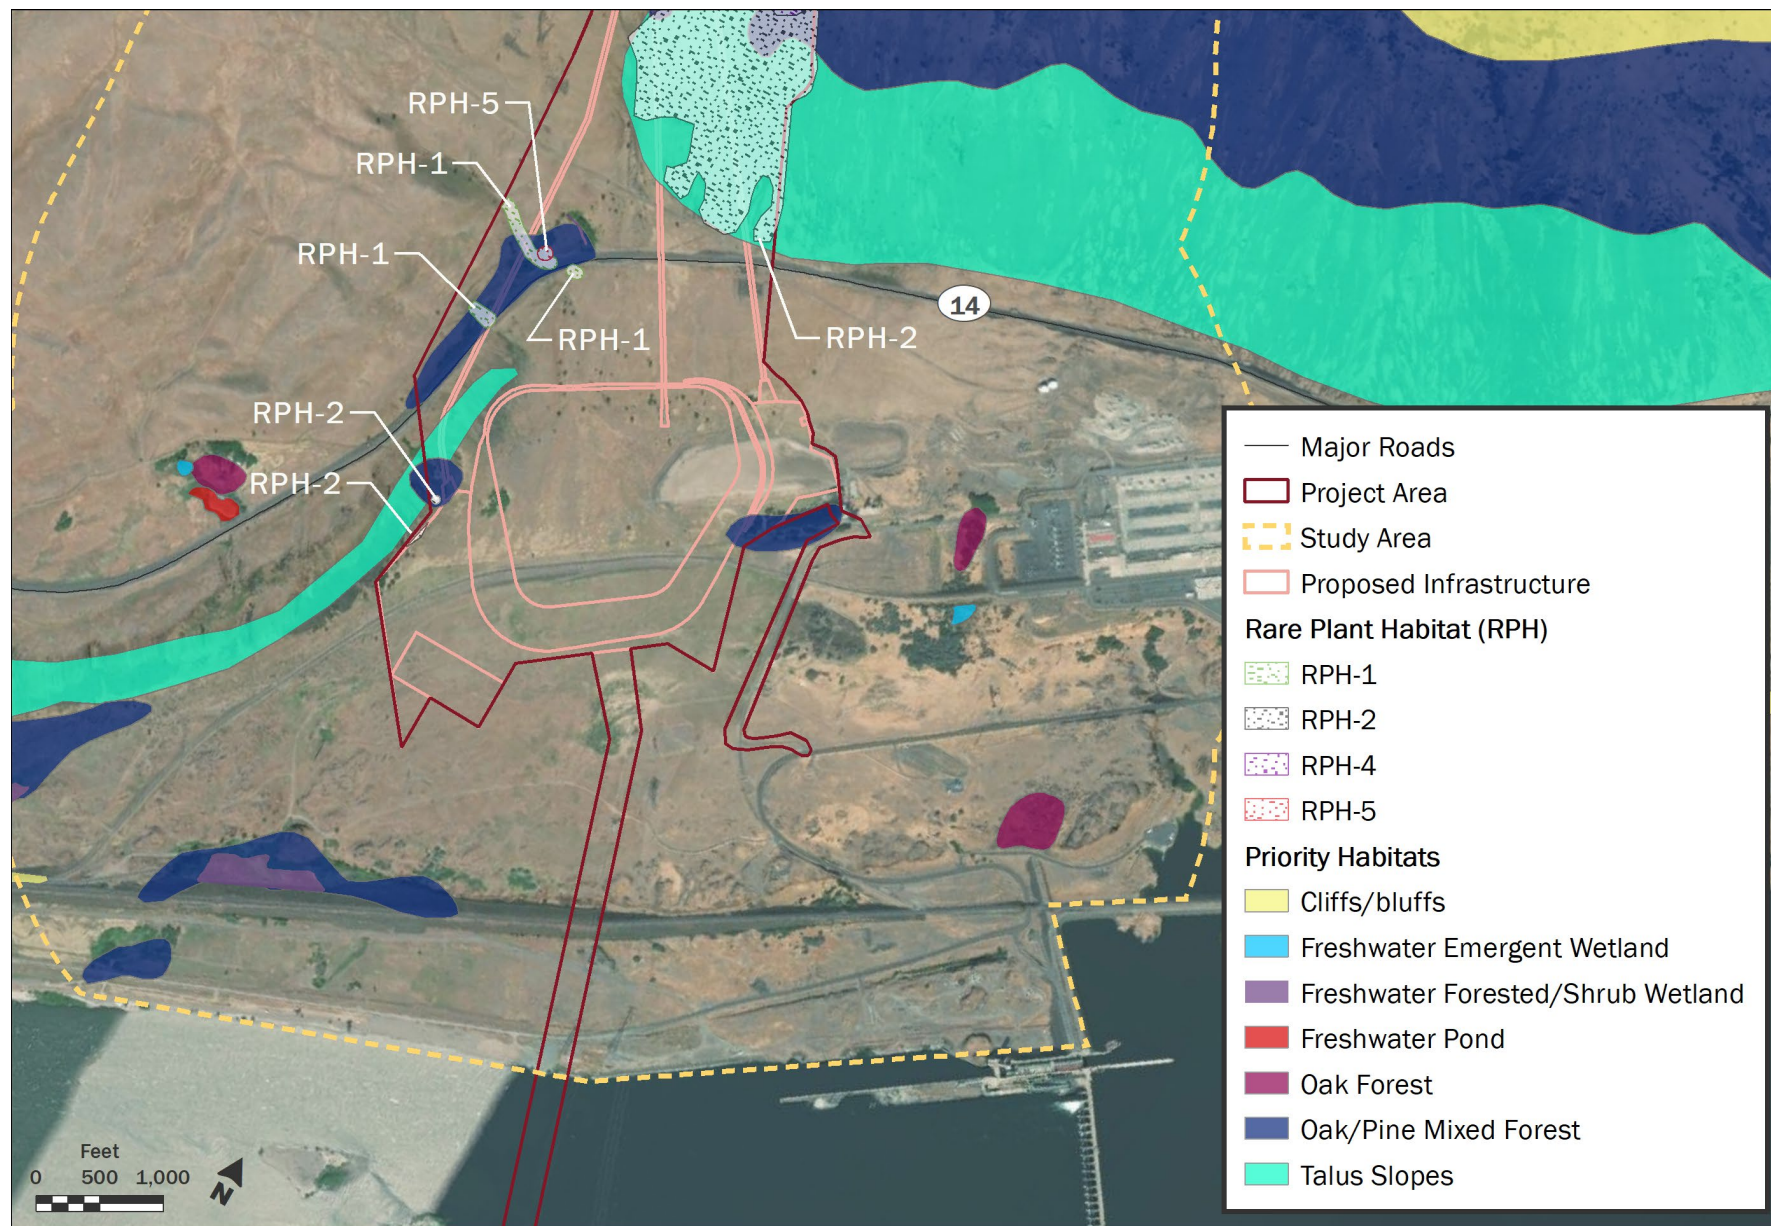 RPH-5
RPH-1
RPH-1
14
RPH-1
RPH-2
RPH-2
RPH-2
Major Roads
Project Area
Study Area
Proposed Infrastructure
Rare Plant Habitat (RPH)
RPH-1
RPH-2
RPH-4
RPH-5
Priority Habitats
Cliffs/bluffs
Freshwater Emergent Wetland
Freshwater Forested/Shrub Wetland
Freshwater Pond
Oak Forest
Oak/Pine Mixed Forest
Talus Slopes
Feet
0 500 1,000
N